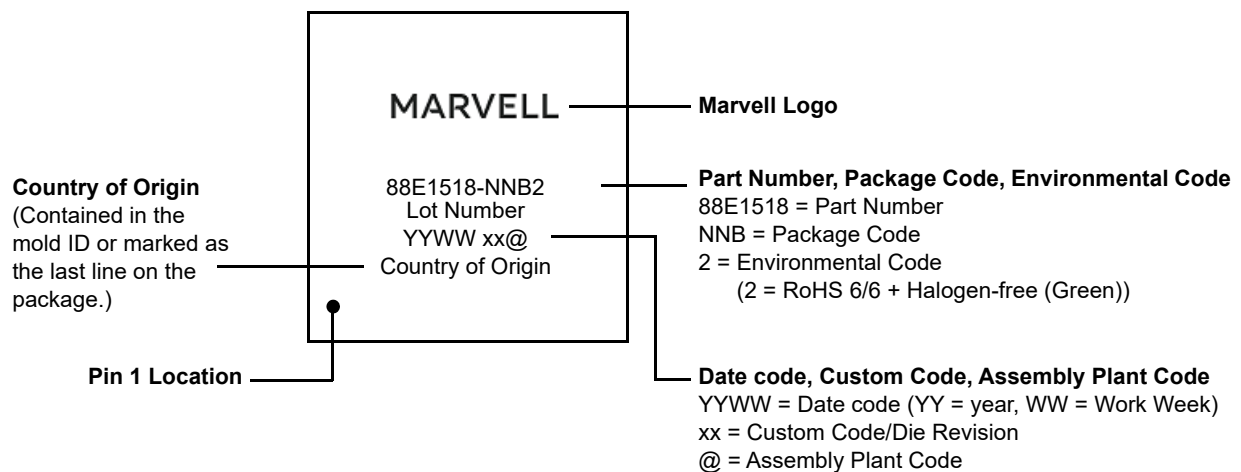 MARVELL
88E1518-NNB2
Lot Number
YYWW xx@
Country of Origin
Country of Origin
(Contained in the
mold ID or marked as
the last line on the
package.)
Pin 1 Location
Marvell Logo
Part Number, Package Code, Environmental Code
88E1518 = Part Number
NNB = Package Code
2 = Environmental Code
(2 = RoHS 6/6 + Halogen-free (Green))
Date code, Custom Code, Assembly Plant Code
YYWW = Date code (YY = year, WW = Work Week)
xx = Custom Code/Die Revision
@ = Assembly Plant Code